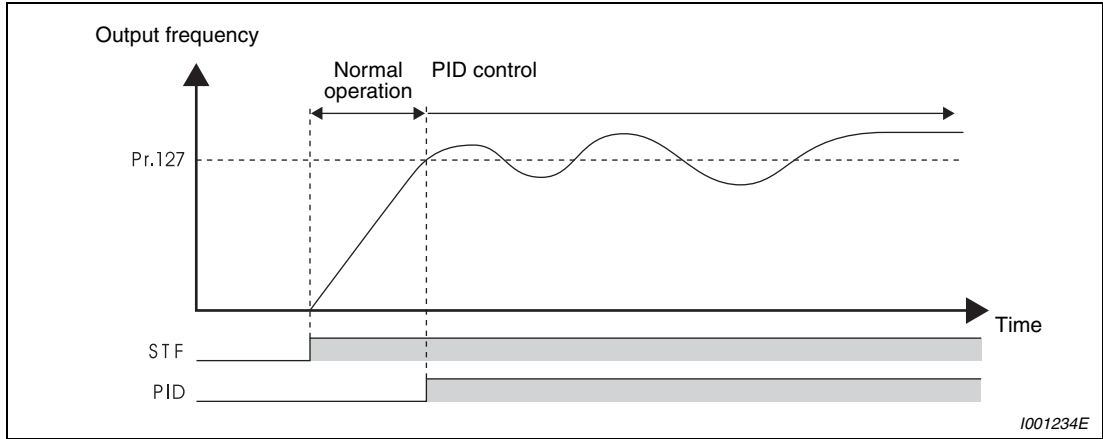 Output frequency
Normal
operation
PID control
Pr.127
Time
STF
PID
I001234E